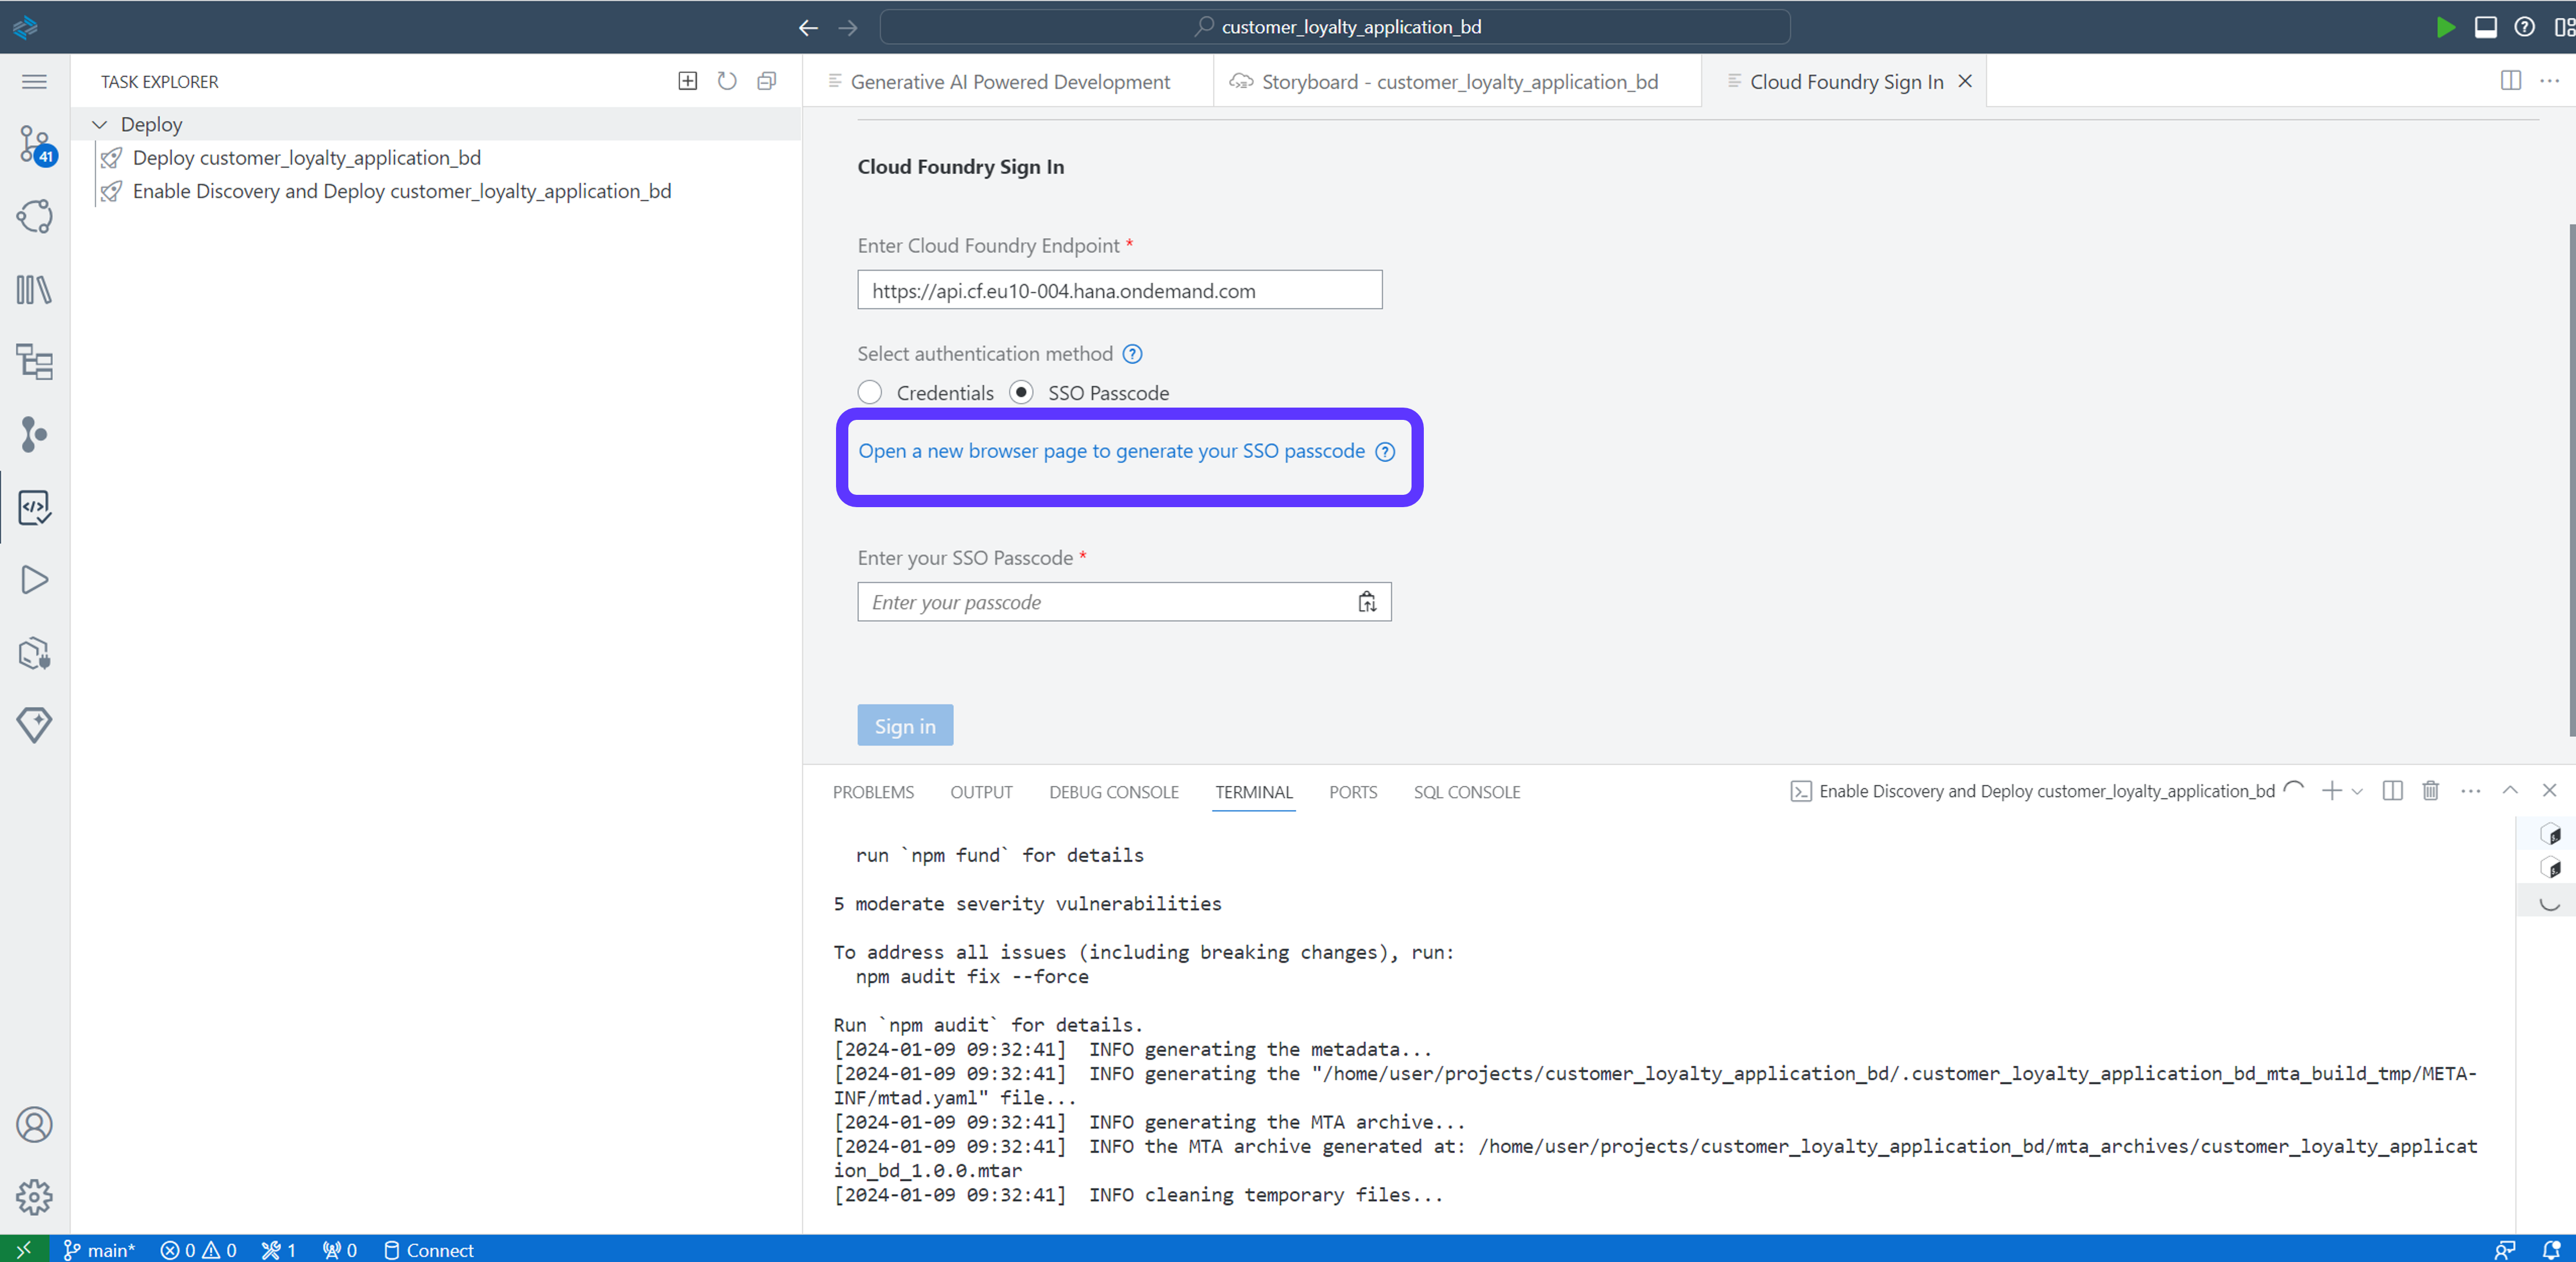 customer_loyalty_application_bd
TASK EXPLORER
Generative AI Powered Development
Storyboard - customer_loyalty_application_bd
Cloud Foundry Sign In
41
Deploy
Deploy customer_loyalty_application_bd
Enable Discovery and Deploy customer_loyalty_application_bd
Cloud Foundry Sign In
Enter Cloud Foundry Endpoint *
https://api.cf.eu10-004.hana.ondemand.com
Select authentication method
Credentials SSO Passcode
Open a new browser page to generate your SSO passcode
Enter your SSO Passcode *
Enter your passcode
Sign in
PROBLEMS OUTPUT DEBUG CONSOLE TERMINAL PORTS SQL CONSOLE
Enable Discovery and Deploy customer_loyalty_application_bd
run `npm fund` for details
5 moderate severity vulnerabilities
To address all issues (including breaking changes), run:
npm audit fix --force
Run `npm audit` for details.
[2024-01-09 09:32:41] INFO generating the metadata...
[2024-01-09 09:32:41] INFO generating the "/home/user/projects/customer_loyalty_application_bd/.customer_loyalty_application_bd_mta_build_tmp/META-
INF/mtad.yaml" file...
[2024-01-09 09:32:41] INFO generating the MTA archive...
[2024-01-09 09:32:41] INFO the MTA archive generated at: /home/user/projects/customer_loyalty_application_bd/mta_archives/customer_loyalty_applicat
ion_bd_1.0.0.mtar
[2024-01-09 09:32:41] INFO cleaning temporary files...
main* 0 0 1 0 Connect